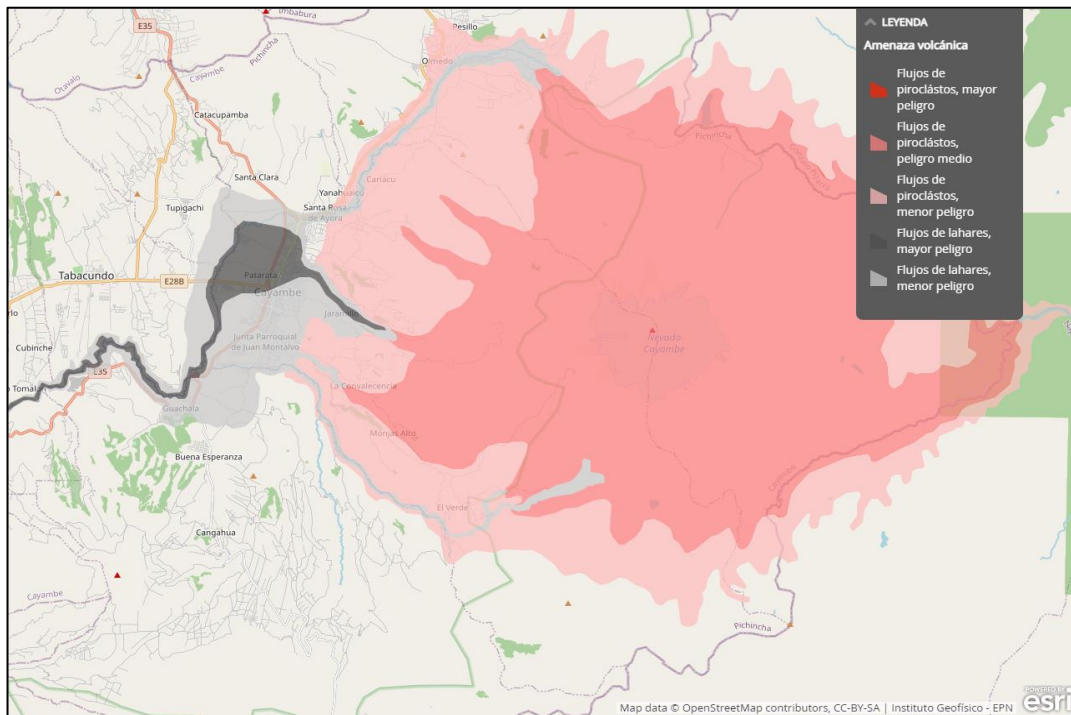 Imbabura
E35
Pesillo
Olmedo
Otavalo
Cayambe
Pichincha
Catacupamba
Santa Clara
Cariacu
Yanahuaico
Santa Rosa
de Ayora
Tupigachi
Tabacundo
E28B
Patarata
Cayambe
Jaramillo
Cubinche
Junta Parroquial
de Juan Montalvo
E35
La Convalecencia
Guachala
Monjas Alto
Buena Esperanza
El Verde
Cangahua
Cayambe
Pichincha
Nevado
Cayambe
Pichincha
LEYENDA
Amenaza volcánica
Flujos de
piroclástos, mayor
peligro
Flujos de
piroclástos,
peligro medio
Flujos de
piroclástos,
menor peligro
Flujos de lahares,
mayor peligro
Flujos de lahares,
menor peligro
Map data © OpenStreetMap contributors, CC-BY-SA | Instituto Geofísico - EPN
POWERED BY
esri